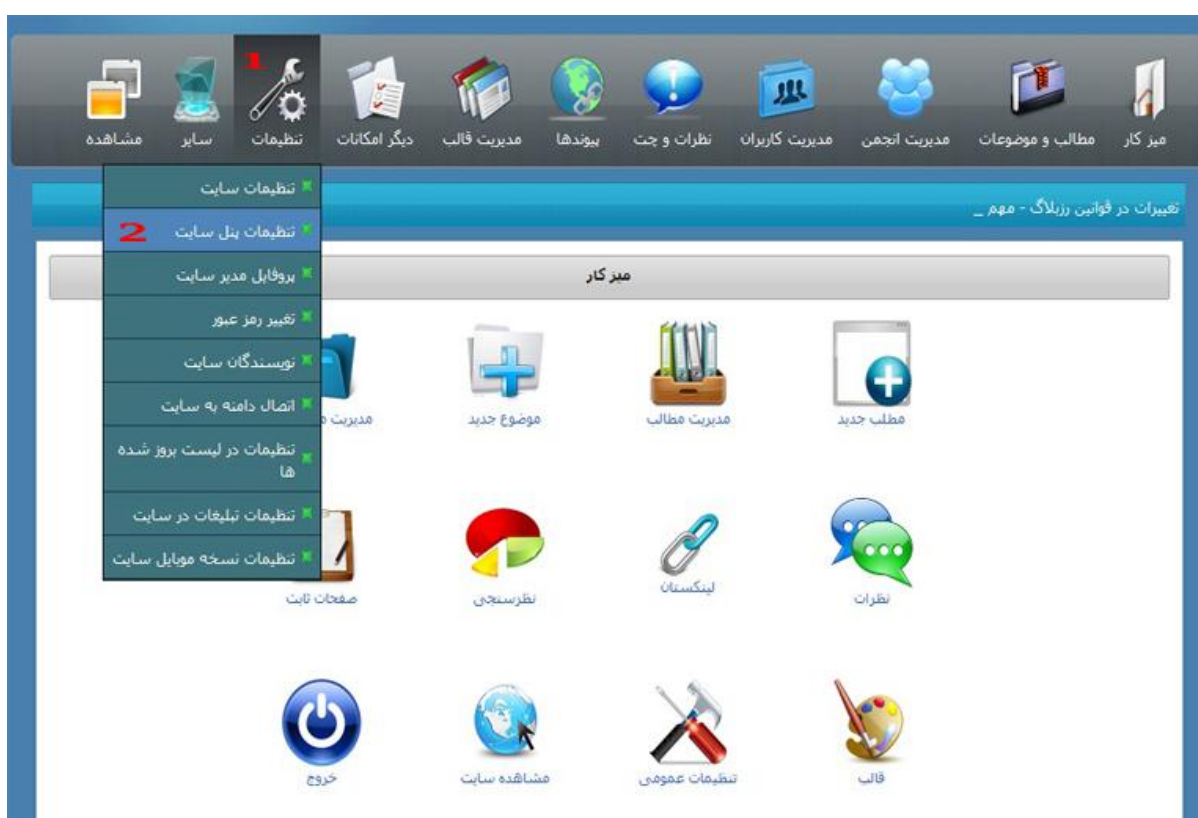 میز کار
مطالب و موضوعات
مدیریت انجمن
مدیریت کاربران
نظرات و چت
پیوندها
مدیریت قالب
دیگر امکانات
1
تنظیمات
سایر
مشاهده
تغییرات در قوانین رزبلاگ - مهم _
تنظیمات سایت
تنظیمات پنل سایت 2
پروفایل مدیر سایت
تغییر رمز عبور
نویسندگان سایت
اتصال دامنه به سایت
تنظیمات در لیست بروز شده
ها
تنظیمات تبلیغات در سایت
تنظیمات نسخه موبایل سایت
میز کار
مطلب جدید
مدیریت مطالب
موضوع جدید
مدیریت
نظرات
لینکستان
نظرسنجی
صفحات ثابت
قالب
تنظیمات عمومی
مشاهده سایت
خروج